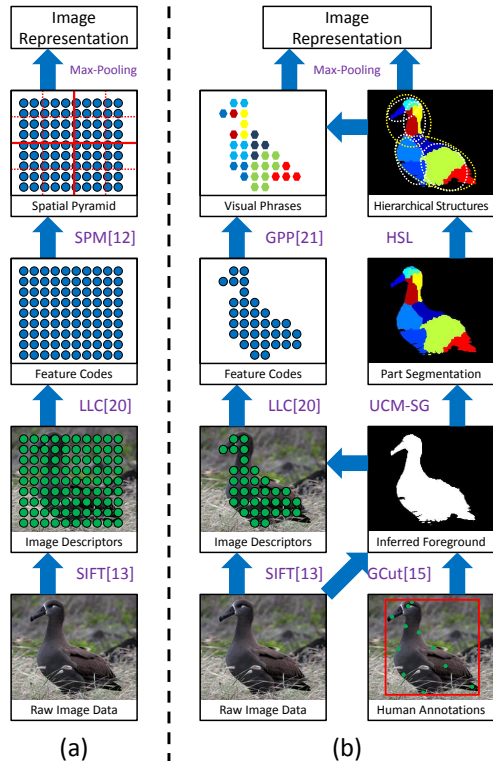 Image
Representation
Max-Pooling
Spatial Pyramid
SPM[12]
Feature Codes
LLC[20]
Image Descriptors
SIFT[13]
Raw Image Data
(a)
Image
Representation
Max-Pooling
Visual Phrases
Hierarchical Structures
GPP[21]
HSL
Feature Codes
Part Segmentation
LLC[20]
UCM-SG
Image Descriptors
Inferred Foreground
SIFT[13]
GCut[15]
Raw Image Data
Human Annotations
(b)